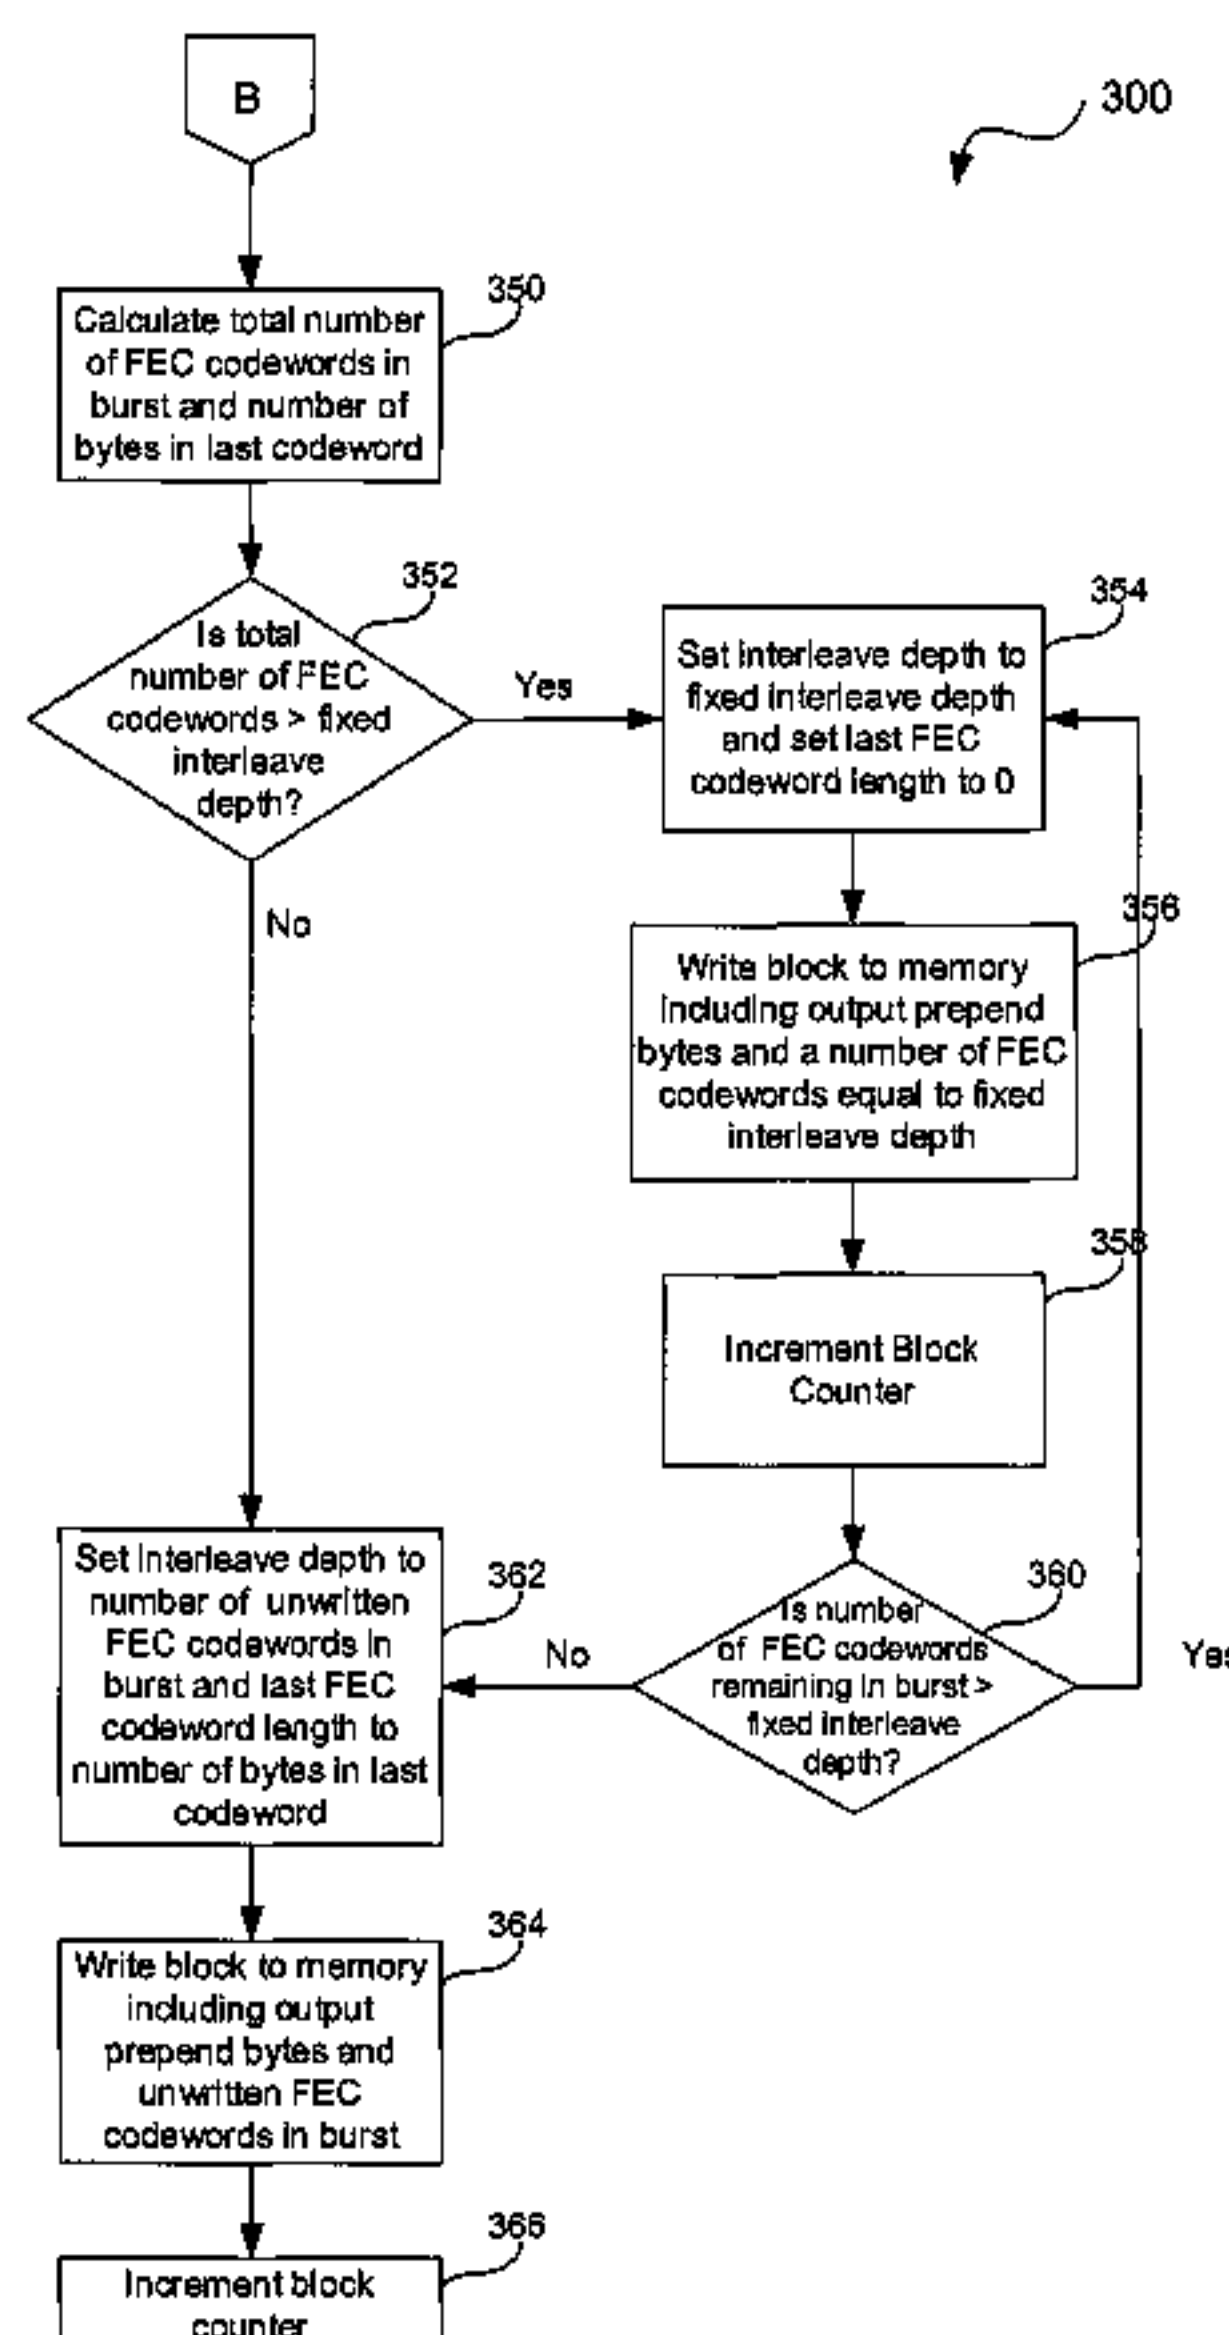 B
300
350
Calculate total number
of FEC codewords in
burst and number of
bytes in last codeword
352
Is total
number of FEC
codewords > fixed
interleave
depth?
Yes
No
354
Set interleave depth to
fixed interleave depth
and set last FEC
codeword length to 0
356
Write block to memory
including output prepend
bytes and a number of FEC
codewords equal to fixed
interleave depth
358
Increment Block
Counter
360
Is number
of FEC codewords
remaining in burst >
fixed interleave
depth?
No
Yes
362
Set interleave depth to
number of unwritten
FEC codewords in
burst and last FEC
codeword length to
number of bytes in last
codeword
364
Write block to memory
including output
prepend bytes and
unwritten FEC
codewords in burst
366
Increment block
counter